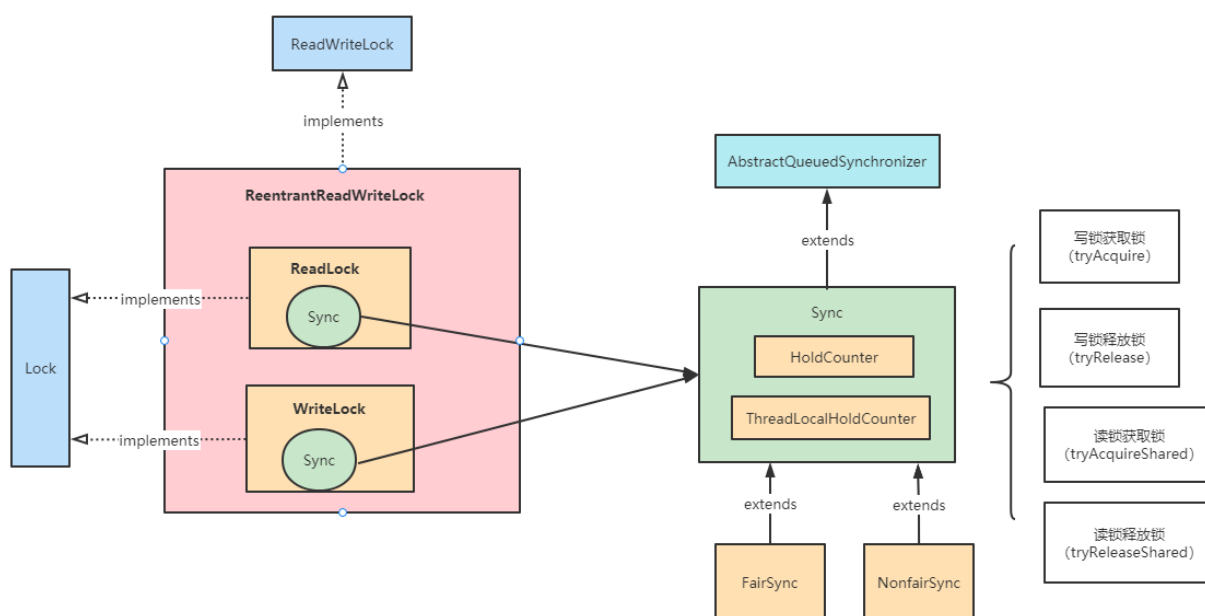 ReadWriteLock
implements
ReentrantReadWriteLock
ReadLock
Sync
implements
Lock
WriteLock
Sync
implements
AbstractQueuedSynchronizer
extends
Sync
HoldCounter
ThreadLocalHoldCounter
extends
extends
FairSync
NonfairSync
写锁获取锁
（tryAcquire）
写锁释放锁
（tryRelease）
读锁获取锁
（tryAcquireShared）
读锁释放锁
（tryReleaseShared）